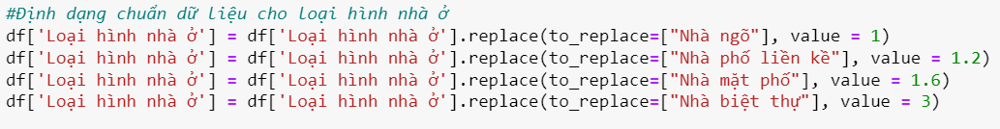 #Định dạng chuẩn dữ liệu cho loại hình nhà ở
df['Loại hình nhà ở'] = df['Loại hình nhà ở'].replace(to_replace=["Nhà ngõ"], value = 1)
df['Loại hình nhà ở'] = df['Loại hình nhà ở'].replace(to_replace=["Nhà phố liền kề"], value = 1.2)
df['Loại hình nhà ở'] = df['Loại hình nhà ở'].replace(to_replace=["Nhà mặt phố"], value = 1.6)
df['Loại hình nhà ở'] = df['Loại hình nhà ở'].replace(to_replace=["Nhà biệt thự"], value = 3)